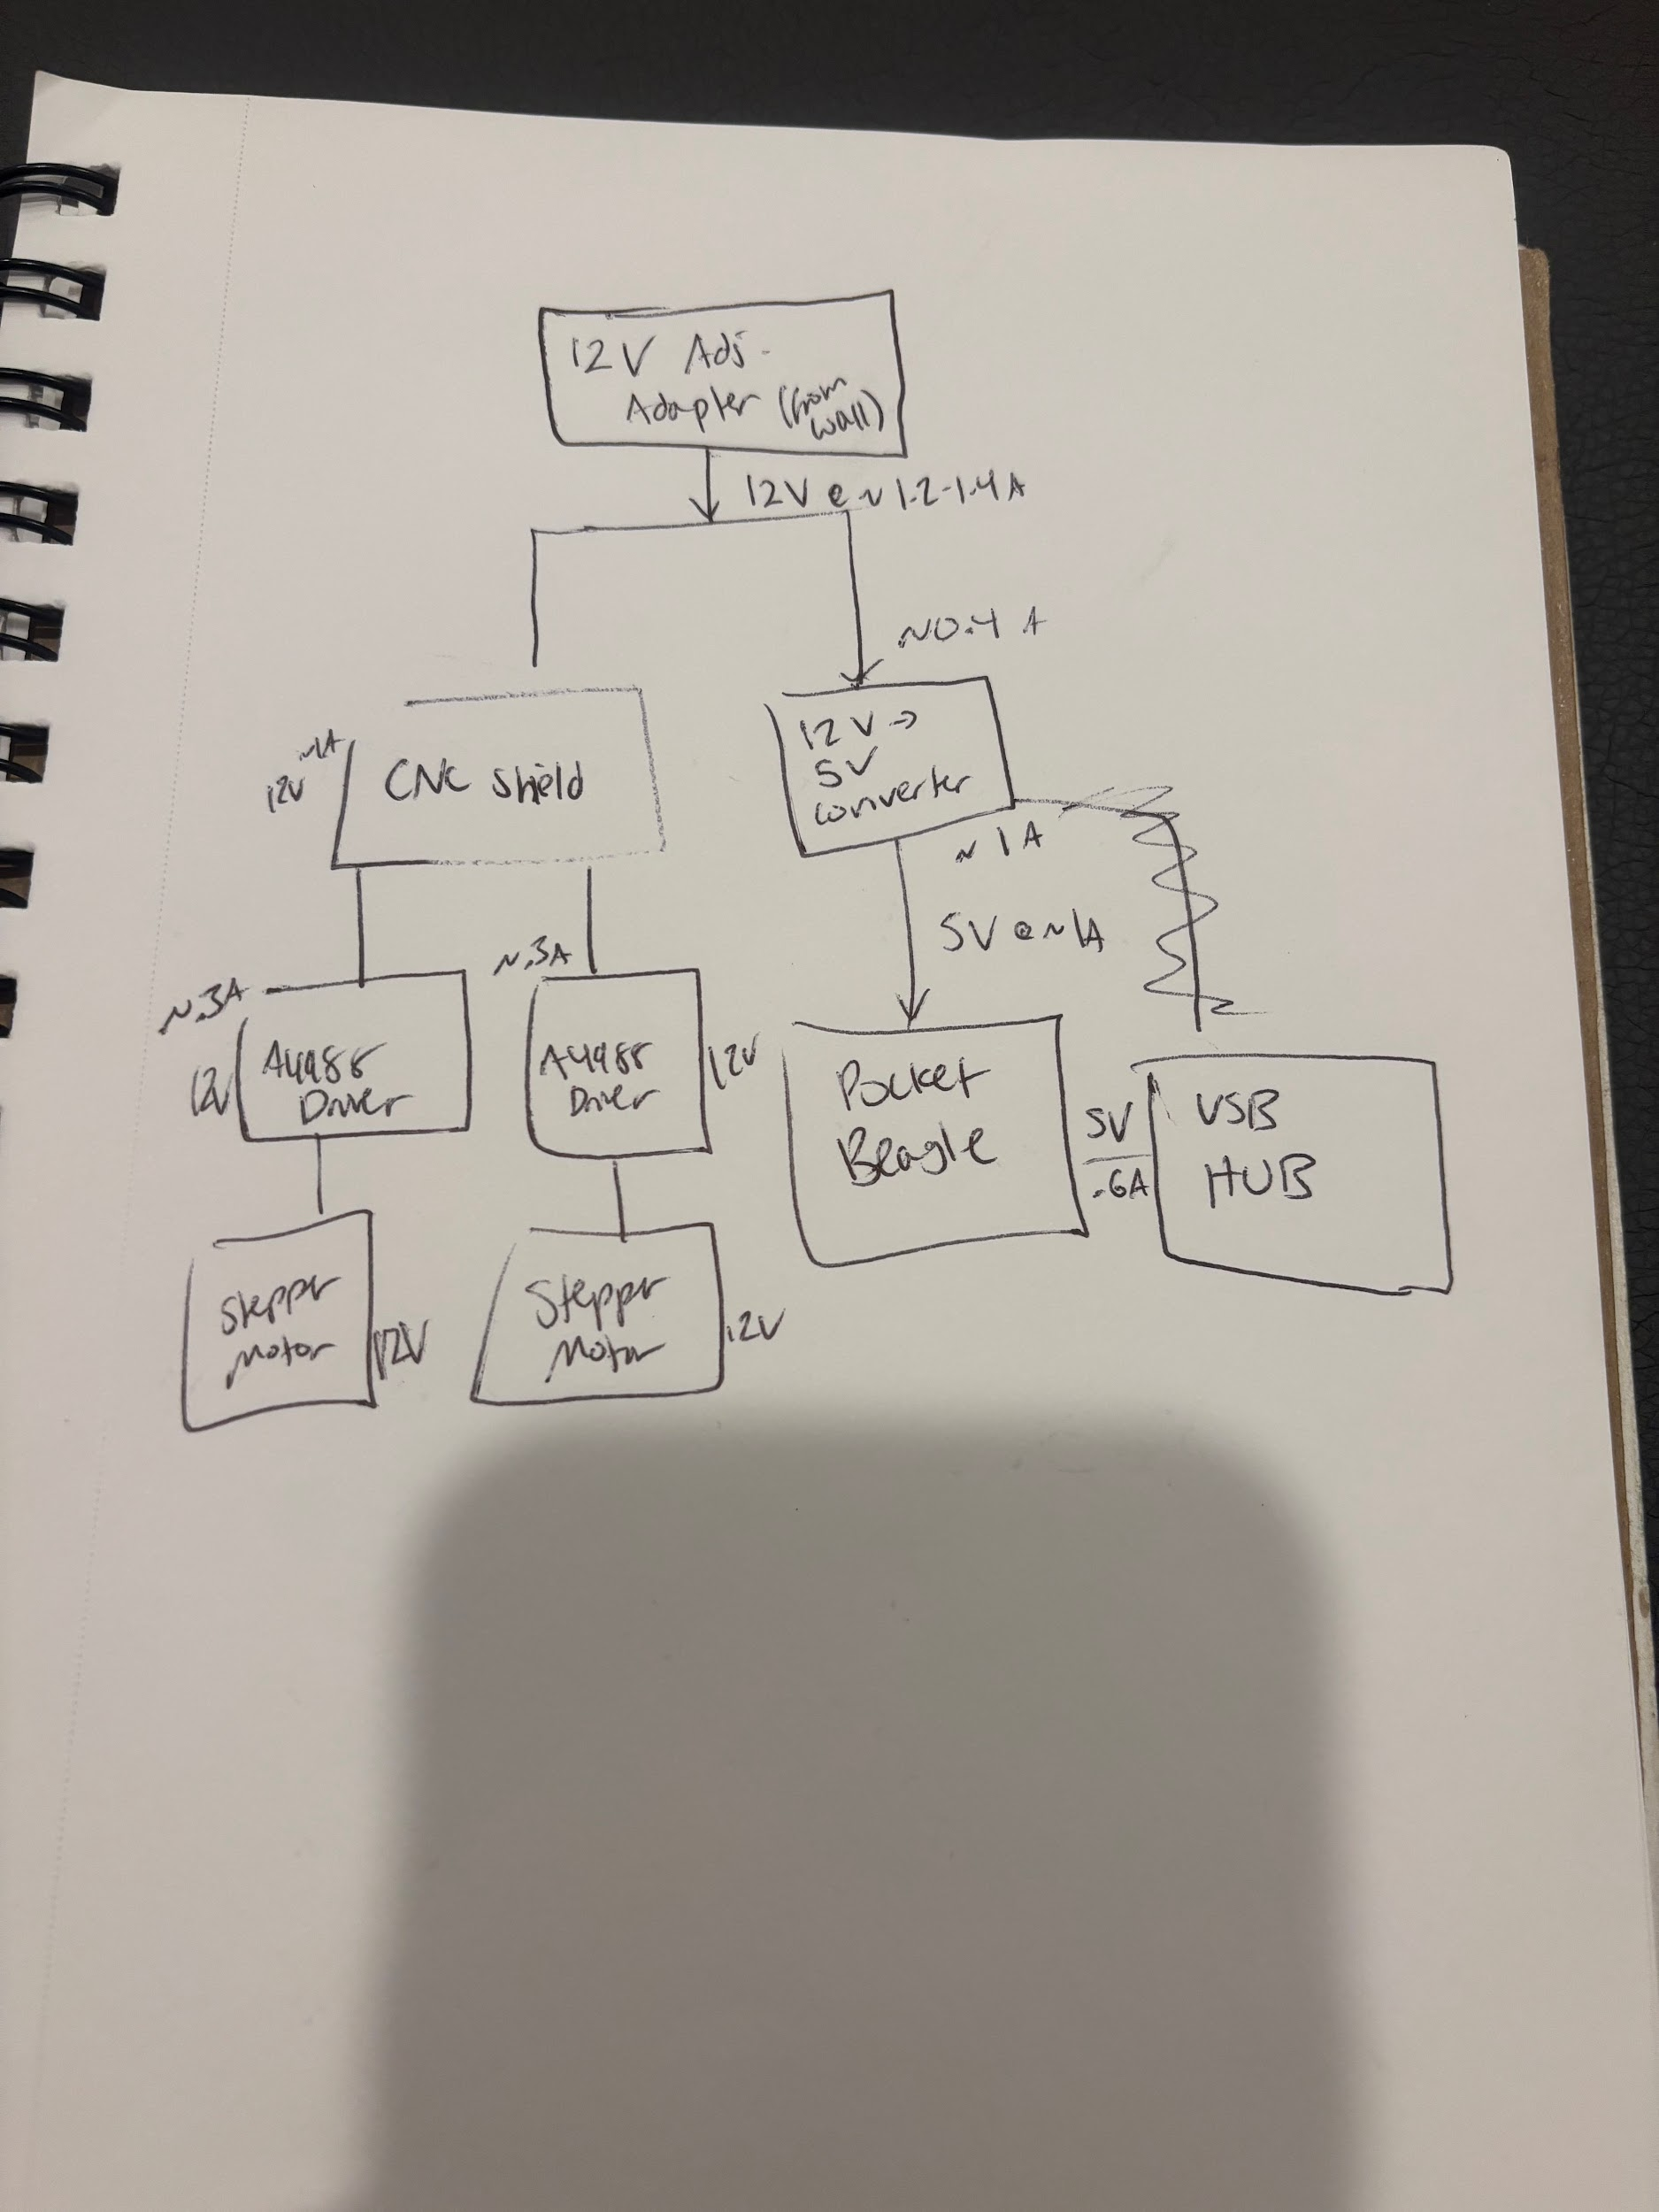 12V Adj.
Adapter (from wall)
12V @ ~ 1.2-1.4 A
~0.4 A
12V ~1A
CNC Shield
12V →
5V
converter
~ 1A
5V @ ~1A
~.3A
~.3A
12V
A4988
Driver
A4988
Driver
12V
Pocket
Beagle
5V
.6A
USB
HUB
Stepper
Motor
12V
Stepper
Motor
12V